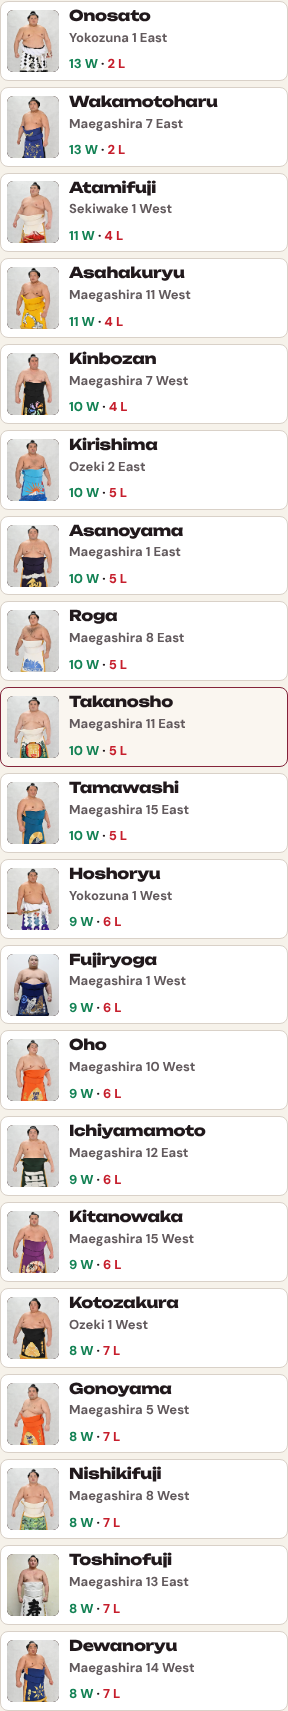 Onosato
Yokozuna 1 East
13 W · 2 L
Wakamotoharu
Maegashira 7 East
13 W · 2 L
Atamifuji
Sekiwake 1 West
11 W · 4 L
Asahakuryu
Maegashira 11 West
11 W · 4 L
Kinbozan
Maegashira 7 West
10 W · 4 L
Kirishima
Ozeki 2 East
10 W · 5 L
Asanoyama
Maegashira 1 East
10 W · 5 L
Roga
Maegashira 8 East
10 W · 5 L
Takanosho
Maegashira 11 East
10 W · 5 L
Tamawashi
Maegashira 15 East
10 W · 5 L
Hoshoryu
Yokozuna 1 West
9 W · 6 L
Fujiryoga
Maegashira 1 West
9 W · 6 L
Oho
Maegashira 10 West
9 W · 6 L
Ichiyamamoto
Maegashira 12 East
9 W · 6 L
Kitanowaka
Maegashira 15 West
9 W · 6 L
Kotozakura
Ozeki 1 West
8 W · 7 L
Gonoyama
Maegashira 5 West
8 W · 7 L
Nishikifuji
Maegashira 8 West
8 W · 7 L
Toshinofuji
Maegashira 13 East
8 W · 7 L
Dewanoryu
Maegashira 14 West
8 W · 7 L